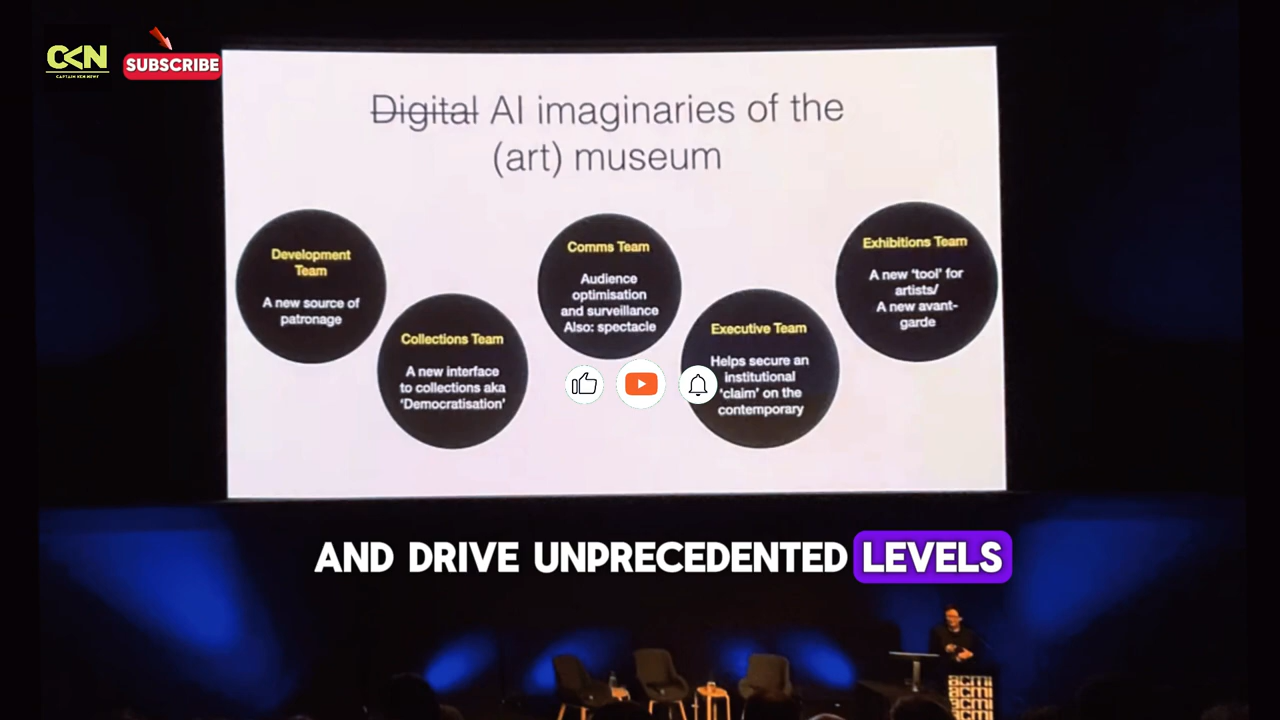 CKN
CAPTAIN KEN NEWS
SUBSCRIBE
Digital AI imaginaries of the
(art) museum
Development
Team
A new source of
patronage
Collections Team
A new interface
to collections aka
‘Democratisation’
Comms Team
Audience
optimisation
and surveillance
Also: spectacle
Executive Team
Helps secure an
institutional
‘claim’ on the
contemporary
Exhibitions Team
A new ‘tool’ for
artists/
A new avant-
garde
AND DRIVE UNPRECEDENTED LEVELS
acmi
acmi
acmi
acmi